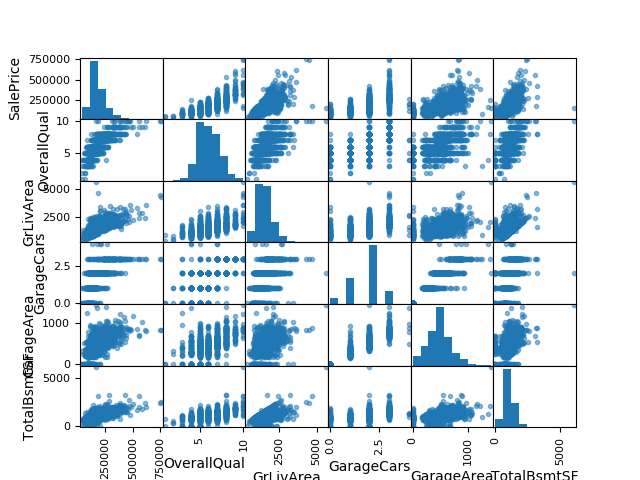 SalePrice
750000
500000
250000
OverallQual
10
5
GrLivArea
5000
2500
GarageCars
2.5
0.0
GarageArea
1000
0
TotalBsmtSF
5000
0
250000 500000 750000 5 10 2500 5000 0.0 2.5 0 1000 0 5000
OverallQual GrLivArea GarageCars GarageArea TotalBsmtSF